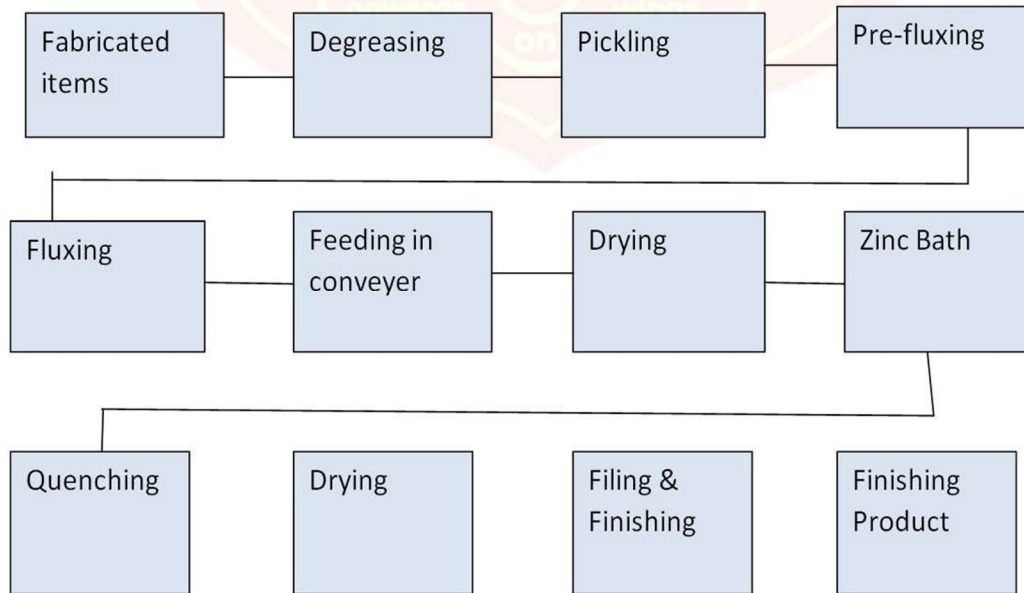 Fabricated
items
Degreasing
Pickling
Pre-fluxing
Fluxing
Feeding in
conveyer
Drying
Zinc Bath
Quenching
Drying
Filing &
Finishing
Finishing
Product